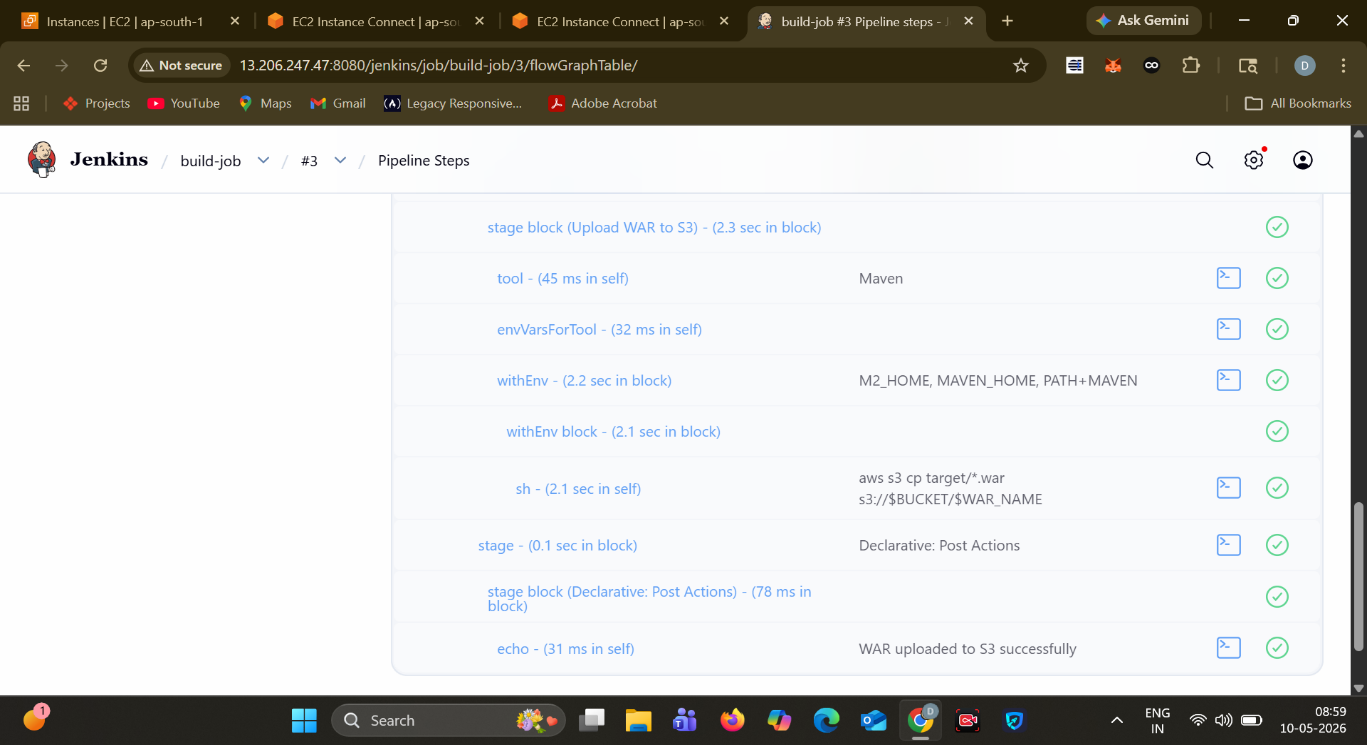 Instances | EC2 | ap-south-1
EC2 Instance Connect | ap-so
EC2 Instance Connect | ap-sou
build-job #3 Pipeline steps - J
Ask Gemini
Not secure
13.206.247.47:8080/jenkins/job/build-job/3/flowGraphTable/
D
Projects
YouTube
Maps
Gmail
Legacy Responsive...
Adobe Acrobat
All Bookmarks
Jenkins / build-job / #3 / Pipeline Steps
stage block (Upload WAR to S3) - (2.3 sec in block)
tool - (45 ms in self) Maven
envVarsForTool - (32 ms in self)
withEnv - (2.2 sec in block) M2_HOME, MAVEN_HOME, PATH+MAVEN
withEnv block - (2.1 sec in block)
sh - (2.1 sec in self)
aws s3 cp target/*.war
s3://$BUCKET/$WAR_NAME
stage - (0.1 sec in block) Declarative: Post Actions
stage block (Declarative: Post Actions) - (78 ms in
block)
echo - (31 ms in self) WAR uploaded to S3 successfully
1
Search
D
ENG
IN
08:59
10-05-2026